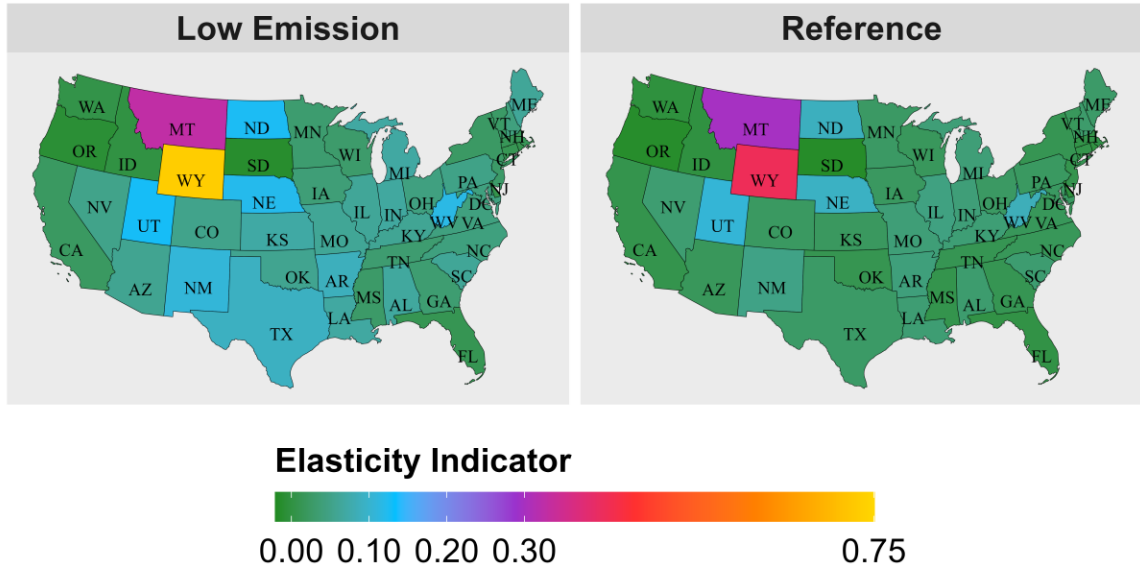 Low Emission
WA
MT
ND
MN
ME
OR
ID
WY
SD
WI
MI
NV
UT
CO
NE
IA
IL
IN
OH
PA
CA
KS
MO
KY
WV
VA
DC
AZ
NM
OK
AR
TN
NC
SC
TX
LA
MS
AL
GA
FL
VT
NH
CT
NJ
Reference
WA
MT
ND
MN
ME
OR
ID
WY
SD
WI
MI
NV
UT
CO
NE
IA
IL
IN
OH
PA
CA
KS
MO
KY
WV
VA
DC
AZ
NM
OK
AR
TN
NC
SC
TX
LA
MS
AL
GA
FL
VT
NH
CT
NJ
Elasticity Indicator
0.00 0.10 0.20 0.30 0.75